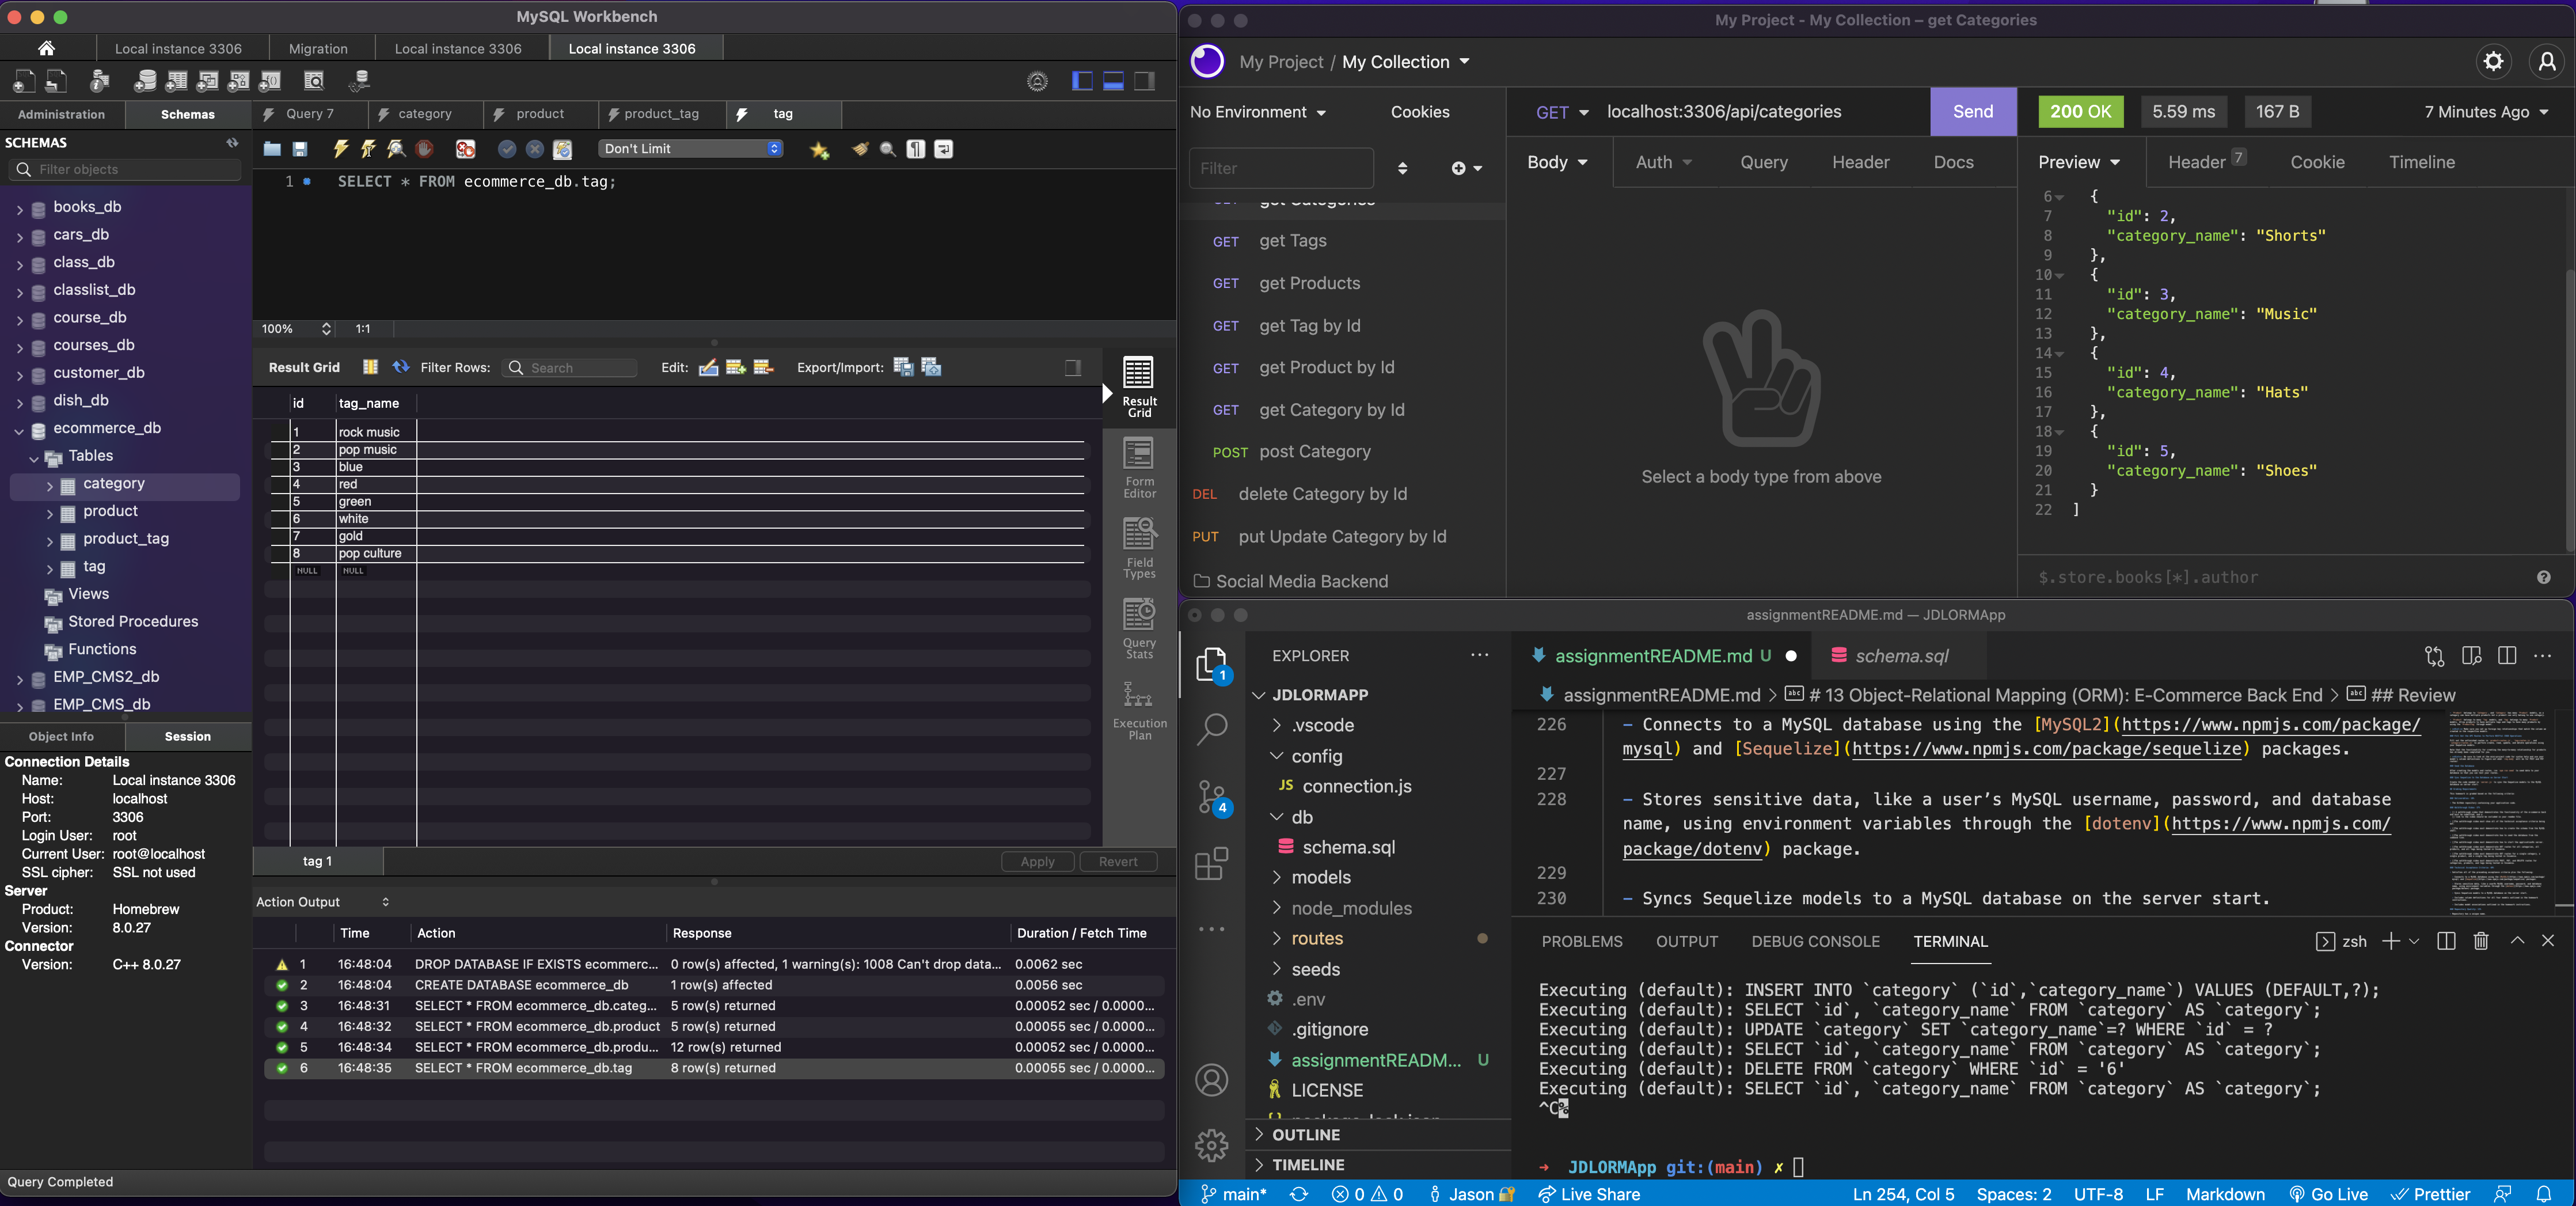 MySQL Workbench
Local instance 3306
Migration
Local instance 3306
Local instance 3306
Administration
Schemas
Query 7
category
product
product_tag
tag
SCHEMAS
Filter objects
Don't Limit
1
SELECT * FROM ecommerce_db.tag;
books_db
cars_db
class_db
classlist_db
course_db
courses_db
customer_db
dish_db
ecommerce_db
Tables
category
product
product_tag
tag
Views
Stored Procedures
Functions
EMP_CMS2_db
EMP_CMS_db
100%
1:1
Result Grid
Filter Rows:
Search
Edit:
Export/Import:
id tag_name
1 rock music
2 pop music
3 blue
4 red
5 green
6 white
7 gold
8 pop culture
NULL NULL
Result Grid
Form Editor
Field Types
Query Stats
Execution Plan
tag 1
Apply
Revert
Object Info
Session
Connection Details
Name: Local instance 3306
Host: localhost
Port: 3306
Login User: root
Current User: root@localhost
SSL cipher: SSL not used
Server
Product: Homebrew
Version: 8.0.27
Connector
Version: C++ 8.0.27
Action Output
Time Action Response Duration / Fetch Time
1 16:48:04 DROP DATABASE IF EXISTS ecommerc... 0 row(s) affected, 1 warning(s): 1008 Can't drop data... 0.0062 sec
2 16:48:04 CREATE DATABASE ecommerce_db 1 row(s) affected 0.0056 sec
3 16:48:31 SELECT * FROM ecommerce_db.categ... 5 row(s) returned 0.00052 sec / 0.0000...
4 16:48:32 SELECT * FROM ecommerce_db.product 5 row(s) returned 0.00055 sec / 0.0000...
5 16:48:34 SELECT * FROM ecommerce_db.produ... 12 row(s) returned 0.00052 sec / 0.0000...
6 16:48:35 SELECT * FROM ecommerce_db.tag 8 row(s) returned 0.00055 sec / 0.0000...
Query Completed
My Project - My Collection – get Categories
My Project / My Collection
No Environment
Cookies
GET localhost:3306/api/categories
Send
200 OK
5.59 ms
167 B
7 Minutes Ago
Filter
Body
Auth
Query
Header
Docs
Preview
Header 7
Cookie
Timeline
GET get Categories
GET get Tags
GET get Products
GET get Tag by Id
GET get Product by Id
GET get Category by Id
POST post Category
DEL delete Category by Id
PUT put Update Category by Id
Social Media Backend
Select a body type from above
6 {
7 "id": 2,
8 "category_name": "Shorts"
9 },
10 {
11 "id": 3,
12 "category_name": "Music"
13 },
14 {
15 "id": 4,
16 "category_name": "Hats"
17 },
18 {
19 "id": 5,
20 "category_name": "Shoes"
21 }
22 ]
$.store.books[*].author
assignmentREADME.md — JDLORMApp
EXPLORER
1
4
JDLORMAPP
.vscode
config
JS connection.js
db
schema.sql
models
node_modules
routes
seeds
.env
.gitignore
assignmentREADM... U
LICENSE
OUTLINE
TIMELINE
assignmentREADME.md U
schema.sql
assignmentREADME.md > # 13 Object-Relational Mapping (ORM): E-Commerce Back End > ## Review
226 - Connects to a MySQL database using the [MySQL2](https://www.npmjs.com/package/
mysql) and [Sequelize](https://www.npmjs.com/package/sequelize) packages.
227
228 - Stores sensitive data, like a user’s MySQL username, password, and database
name, using environment variables through the [dotenv](https://www.npmjs.com/
package/dotenv) package.
229
230 - Syncs Sequelize models to a MySQL database on the server start.
PROBLEMS
OUTPUT
DEBUG CONSOLE
TERMINAL
zsh
Executing (default): INSERT INTO `category` (`id`,`category_name`) VALUES (DEFAULT,?);
Executing (default): SELECT `id`, `category_name` FROM `category` AS `category`;
Executing (default): UPDATE `category` SET `category_name`=? WHERE `id` = ?
Executing (default): SELECT `id`, `category_name` FROM `category` AS `category`;
Executing (default): DELETE FROM `category` WHERE `id` = '6'
Executing (default): SELECT `id`, `category_name` FROM `category` AS `category`;
^C%
→ JDLORMApp git:(main) ✗
main*
0
0
Jason
Live Share
Ln 254, Col 5
Spaces: 2
UTF-8
LF
Markdown
Go Live
Prettier